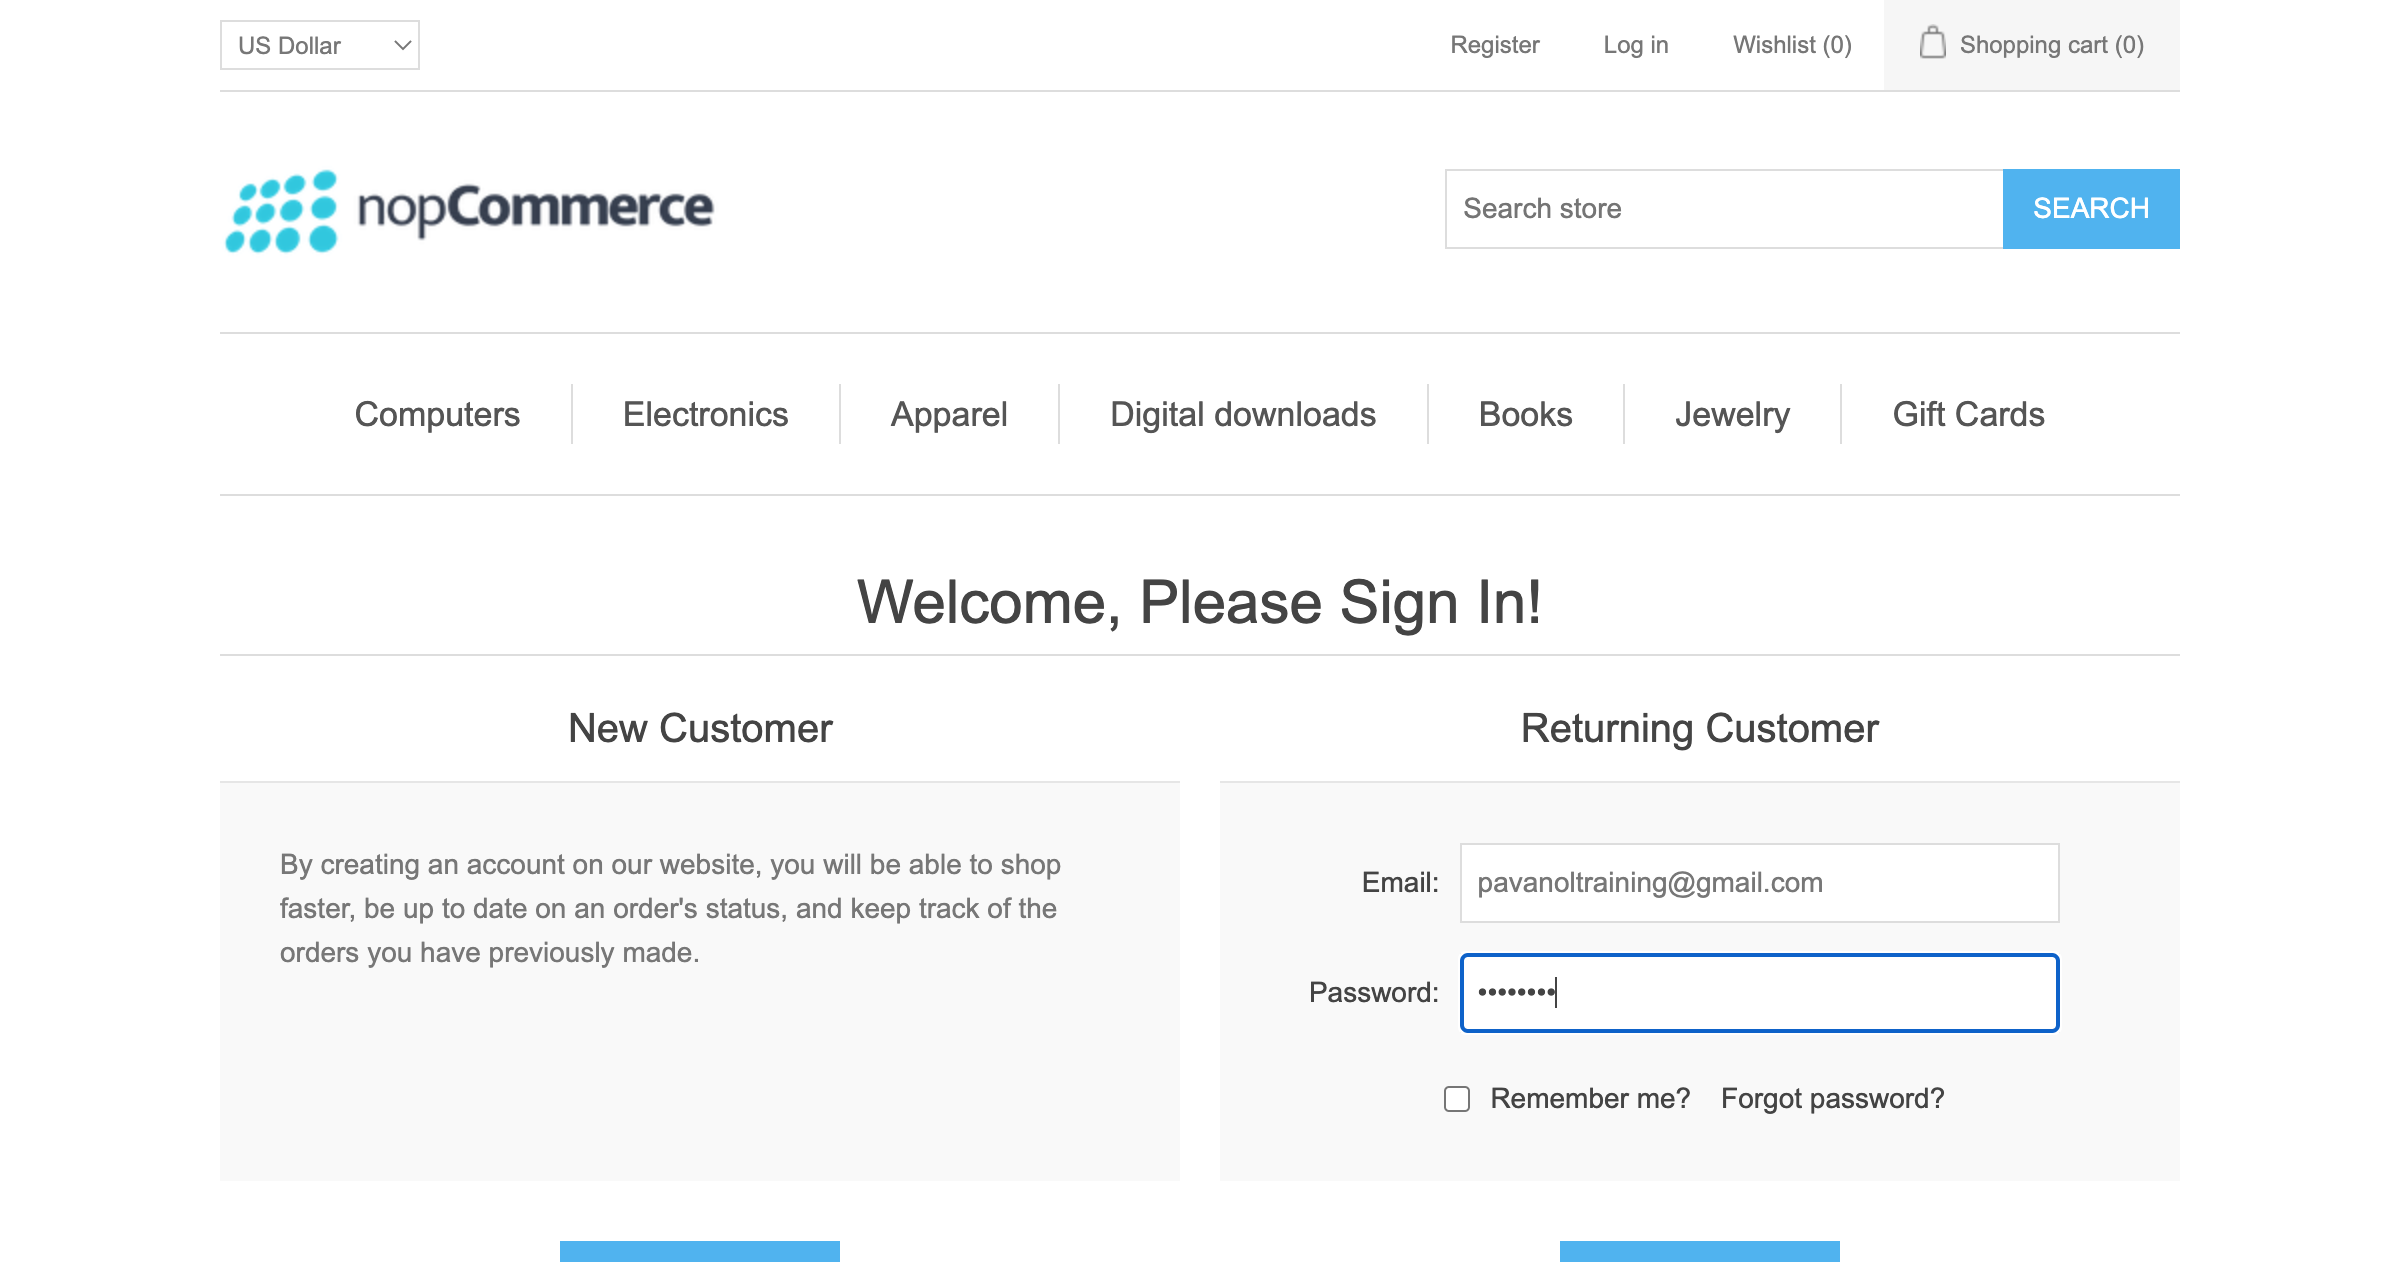 US Dollar
Register
Log in
Wishlist (0)
Shopping cart (0)
nopCommerce
Search store
SEARCH
Computers
Electronics
Apparel
Digital downloads
Books
Jewelry
Gift Cards
Welcome, Please Sign In!
New Customer
By creating an account on our website, you will be able to shop
faster, be up to date on an order's status, and keep track of the
orders you have previously made.
Returning Customer
Email:
pavanoltraining@gmail.com
Password:
••••••••
Remember me?
Forgot password?